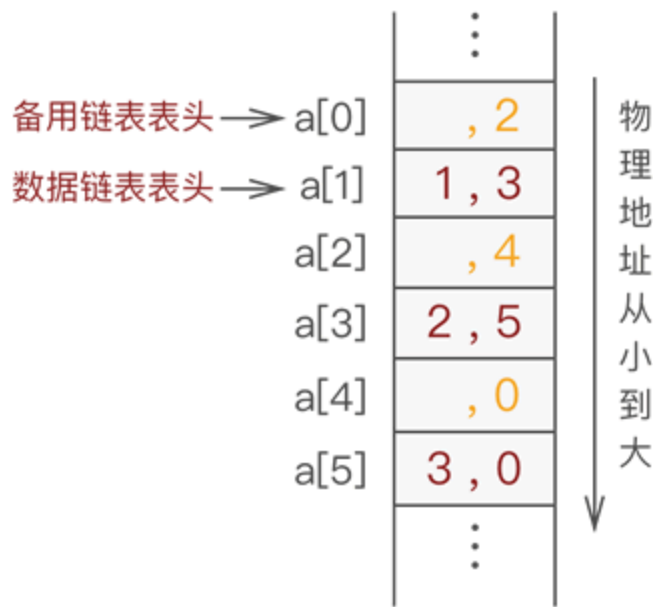 备用链表表头 a[0] , 2
数据链表表头 a[1] 1 , 3
a[2] , 4
a[3] 2 , 5
a[4] , 0
a[5] 3 , 0
物理地址从小到大